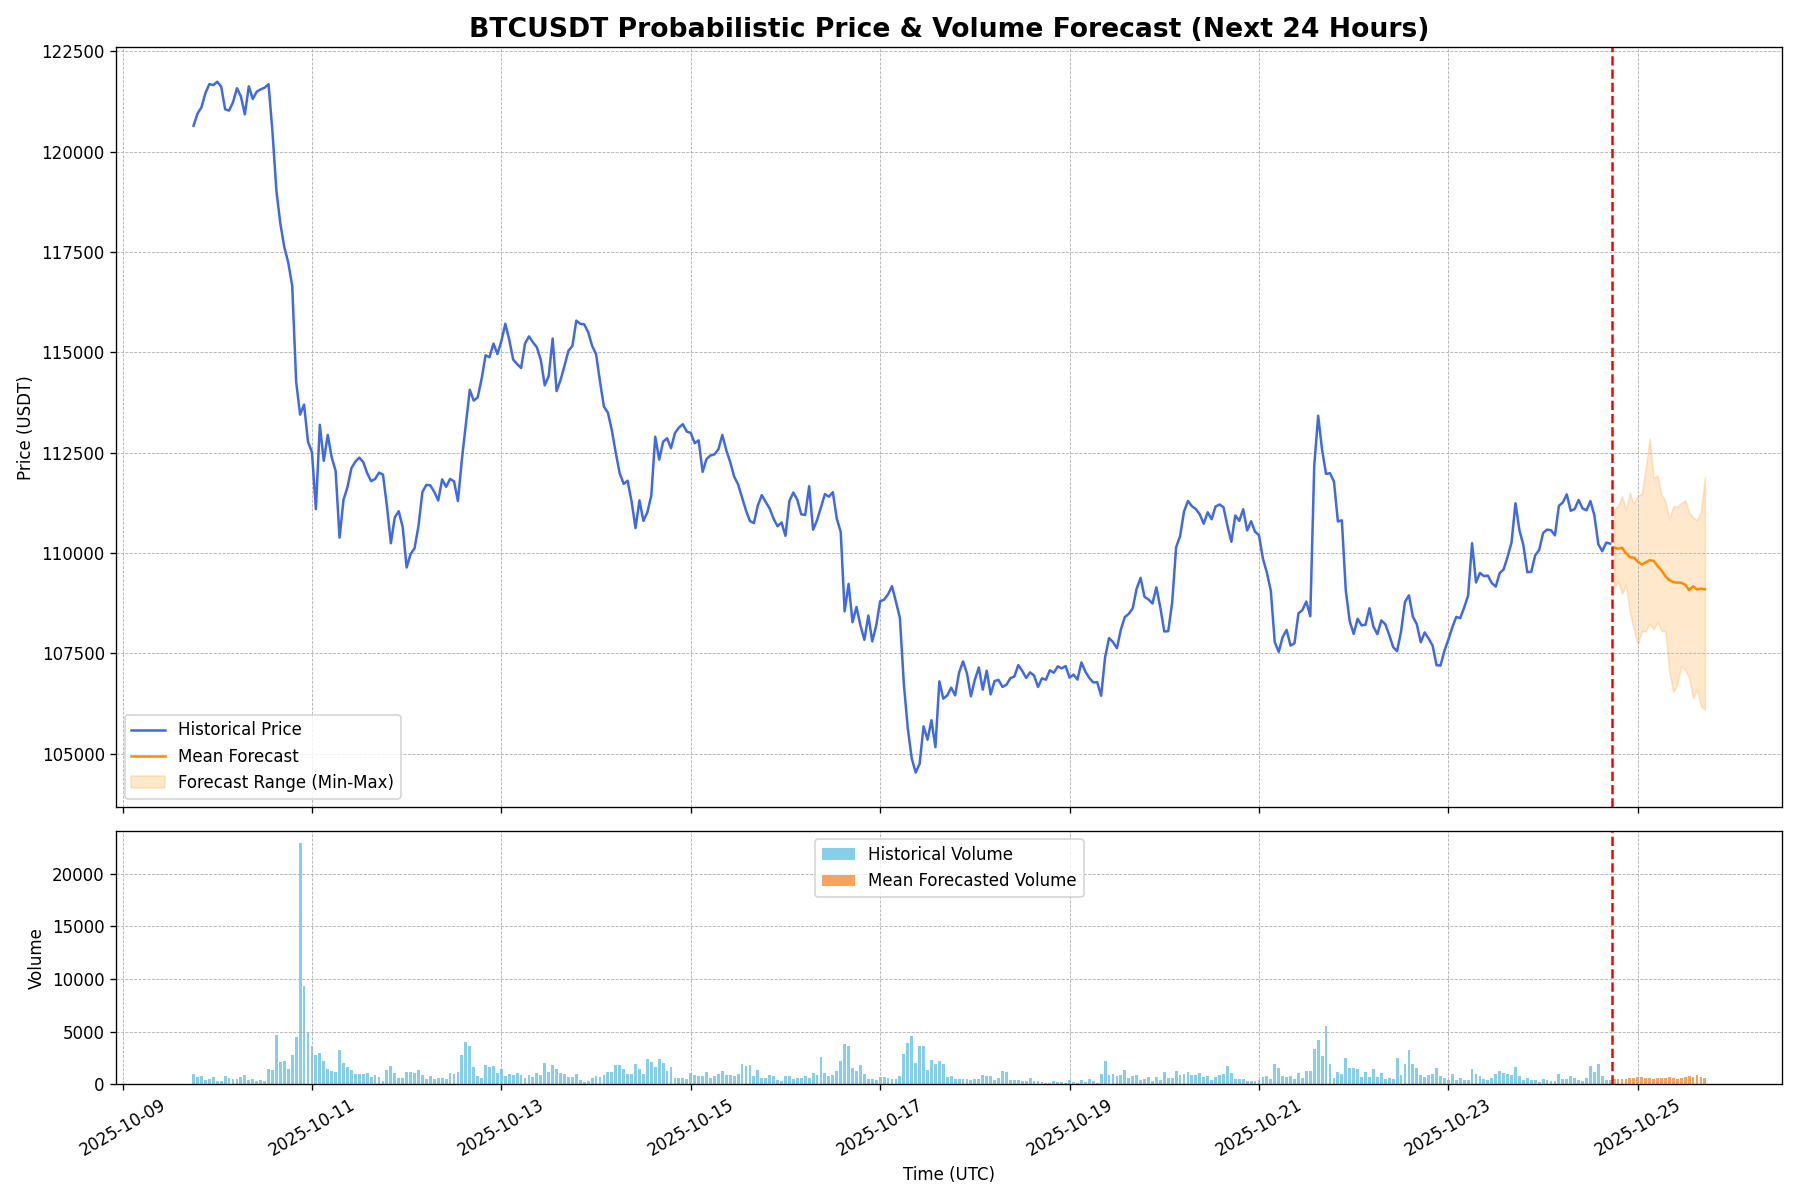 BTCUSDT Probabilistic Price & Volume Forecast (Next 24 Hours)
122500
120000
117500
115000
112500
110000
107500
105000
Price (USDT)
Historical Price
Mean Forecast
Forecast Range (Min-Max)
20000
15000
10000
5000
0
Volume
Historical Volume
Mean Forecasted Volume
2025-10-09
2025-10-11
2025-10-13
2025-10-15
2025-10-17
2025-10-19
2025-10-21
2025-10-23
2025-10-25
Time (UTC)